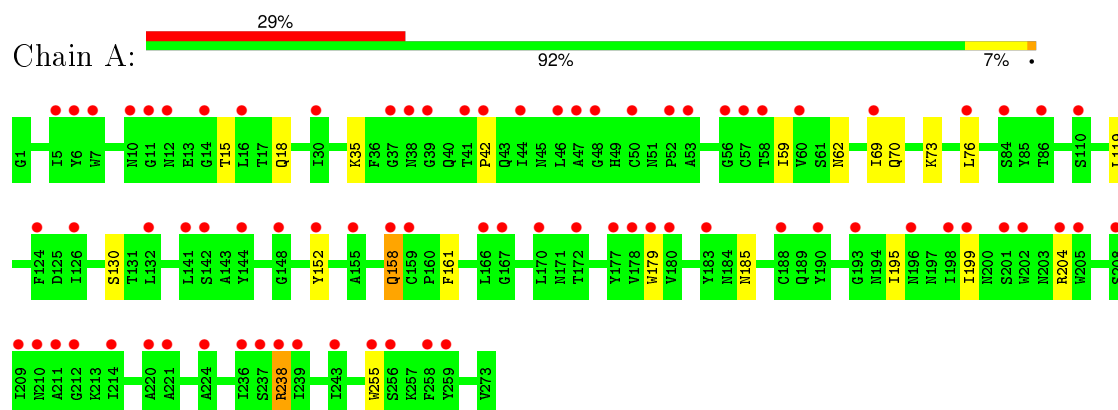 29%
Chain A:
92%
7%
•
G1 I5 Y6 W7 N10 G11 N12 E13 G14 T15 L16 T17 Q18 I30 K35 F36 G37 N38 G39 Q40 T41 P42 Q43 I44 N45 L46 A47 G48 H49 C50 N51 P52 A53 G56 C57 T58 I59 V60 S61 N62 I69 Q70 K73 L76 S84 Y85 T86 S110 L119
F124 D125 I126 S130 T131 L132 L141 S142 A143 Y144 G148 Y152 A155 Q158 C159 P160 F161 L166 G167 L170 N171 T172 Y177 V178 W179 V180 Y183 N184 N185 C188 Q189 Y190 G193 N194 I195 N196 N197 I198 I199 N200 S201 W202 N203 R204 W205 S208
I209 N210 A211 G212 K213 I214 A220 A221 A224 I236 S237 R238 I239 I243 W255 S256 K257 F258 Y259 V273